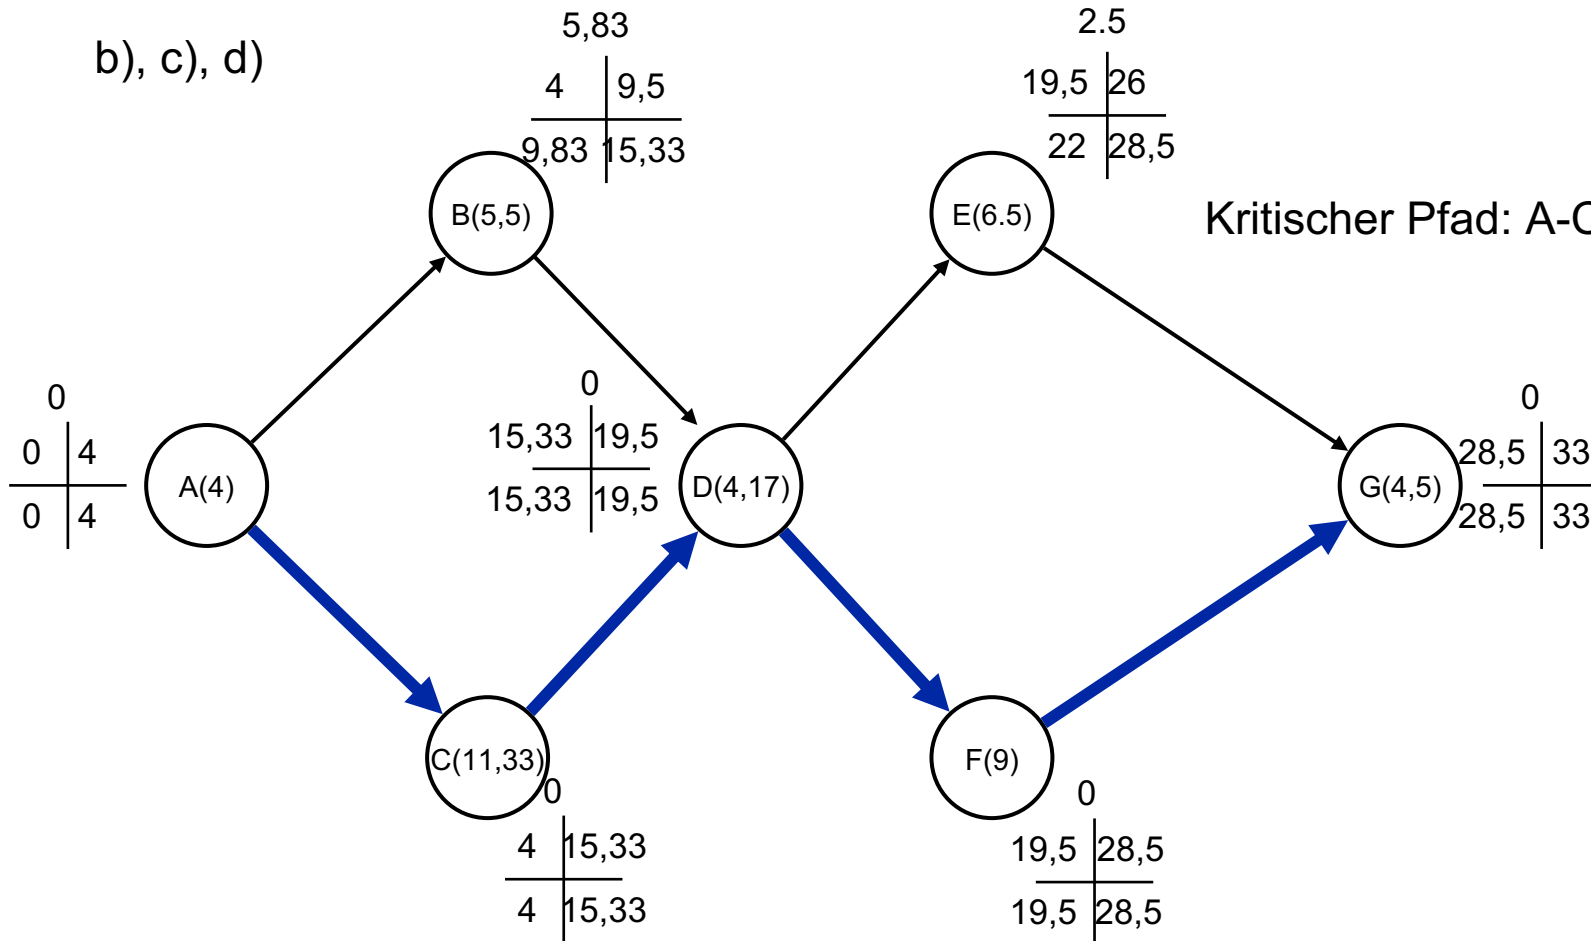 b), c), d)
5,83
4 9,5
9,83 15,33
B(5,5)
2.5
19,5 26
22 28,5
E(6.5)
Kritischer Pfad: A-C
0
0 4
0 4
A(4)
0
15,33 19,5
15,33 19,5
D(4,17)
0
28,5 33
28,5 33
G(4,5)
C(11,33)
0
4 15,33
4 15,33
F(9)
0
19,5 28,5
19,5 28,5